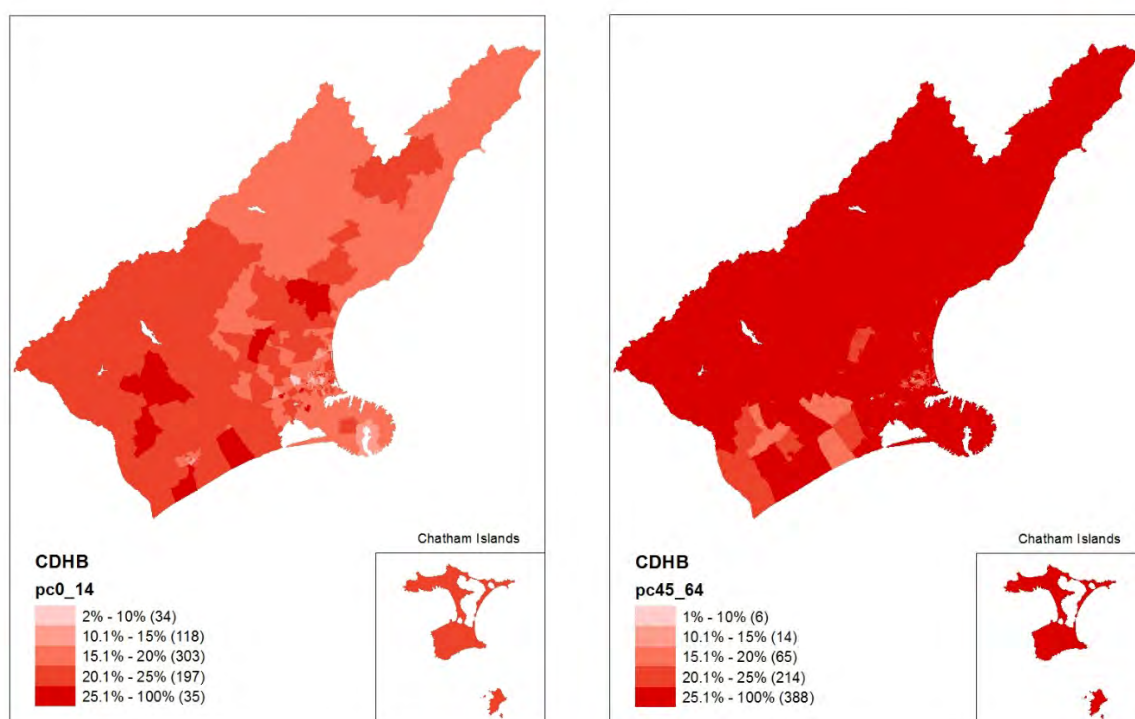 Chatham Islands
CDHB
pc0_14
2% - 10% (34)
10.1% - 15% (118)
15.1% - 20% (303)
20.1% - 25% (197)
25.1% - 100% (35)
Chatham Islands
CDHB
pc45_64
1% - 10% (6)
10.1% - 15% (14)
15.1% - 20% (65)
20.1% - 25% (214)
25.1% - 100% (388)